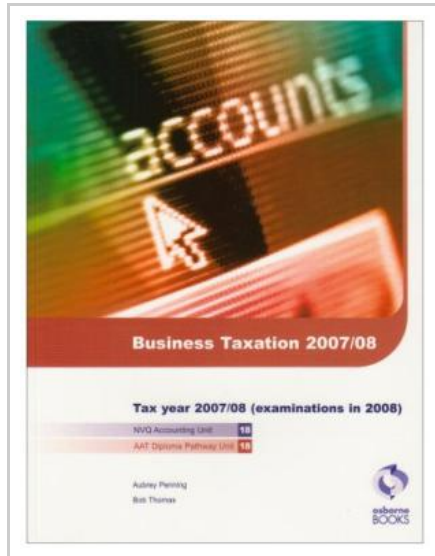 accounts
Business Taxation 2007/08
Tax year 2007/08 (examinations in 2008)
NVQ Accounting Unit 18
AAT Diploma Pathway Unit 18
Aubrey Penning
Bob Thomas
osborne
BOOKS